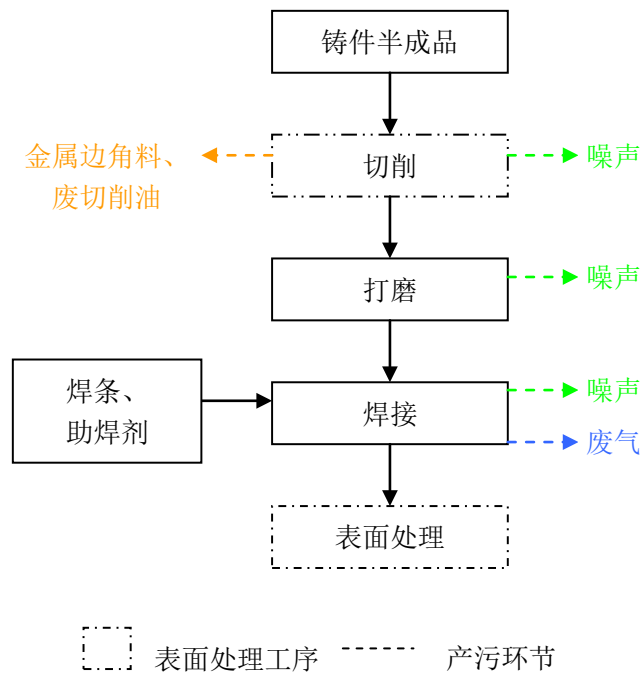 铸件半成品
金属边角料、
废切削油
切削
噪声
打磨
噪声
焊条、
助焊剂
焊接
噪声
废气
表面处理
表面处理工序
产污环节